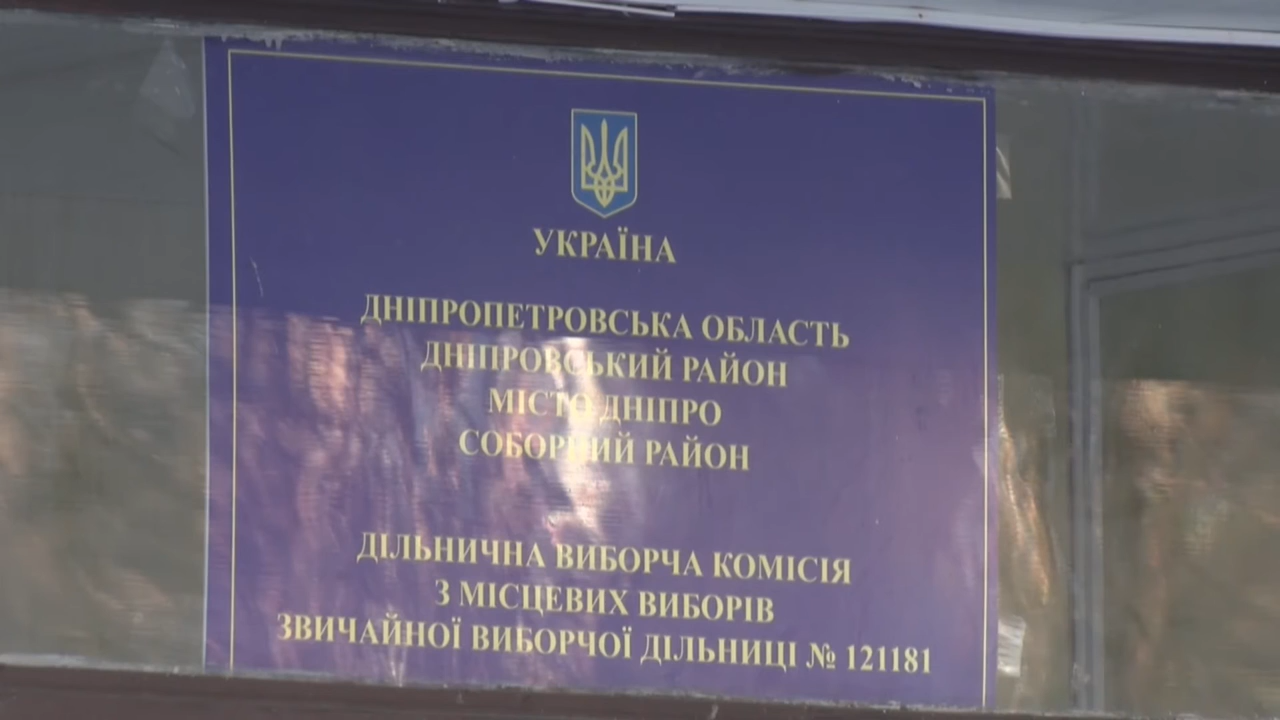 УКРАЇНА
ДНІПРОПЕТРОВСЬКА ОБЛАСТЬ
ДНІПРОВСЬКИЙ РАЙОН
МІСТО ДНІПРО
СОБОРНИЙ РАЙОН
ДІЛЬНИЧНА ВИБОРЧА КОМІСІЯ
З МІСЦЕВИХ ВИБОРІВ
ЗВИЧАЙНОЇ ВИБОРЧОЇ ДІЛЬНИЦІ № 121181